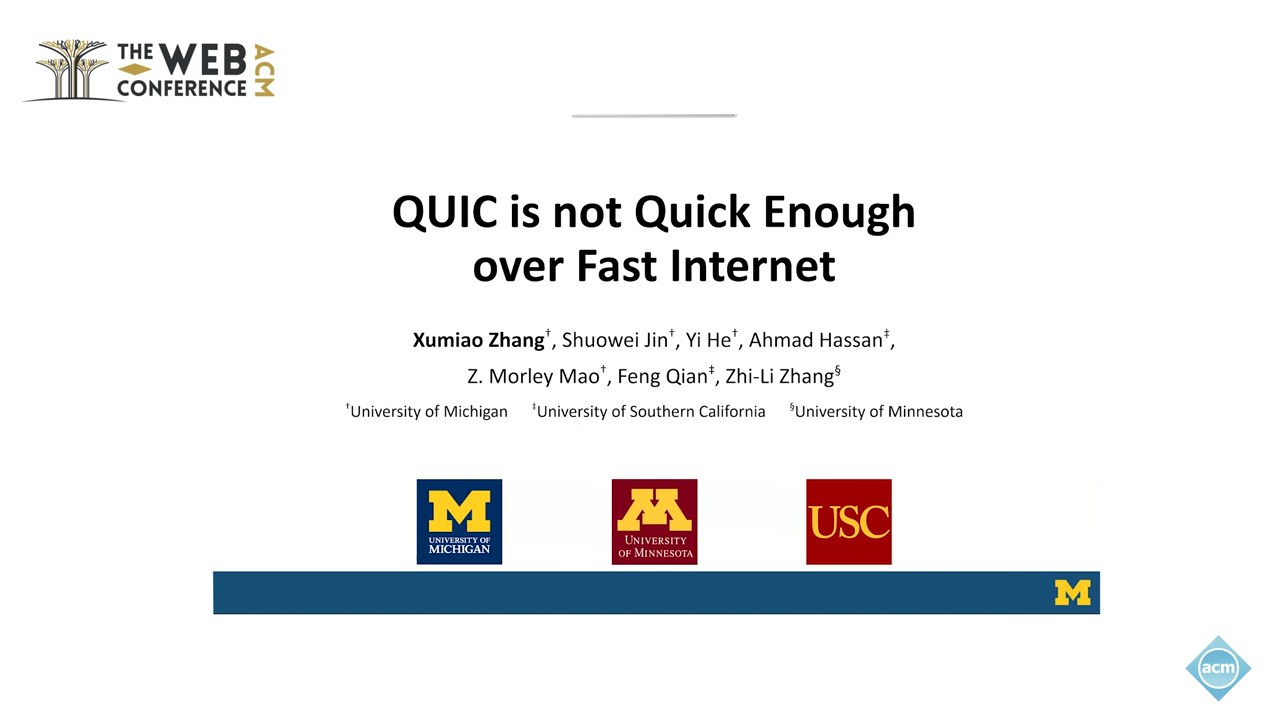 THE WEB
CONFERENCE
ACM
QUIC is not Quick Enough
over Fast Internet
Xumiao Zhang†, Shuowei Jin†, Yi He†, Ahmad Hassan‡,
Z. Morley Mao†, Feng Qian‡, Zhi-Li Zhang§
†University of Michigan ‡University of Southern California §University of Minnesota
M
UNIVERSITY OF
MICHIGAN
M
UNIVERSITY
OF MINNESOTA
USC
M
acm